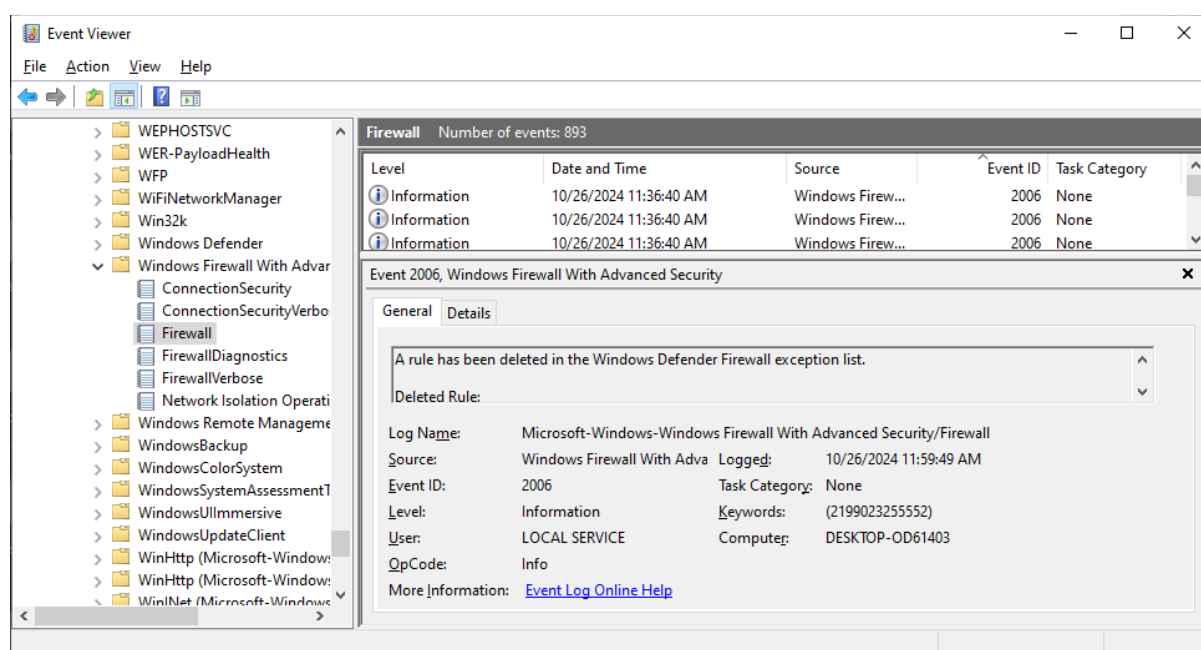 Event Viewer
File Action View Help
WEPHOSTSVC
WER-PayloadHealth
WFP
WiFiNetworkManager
Win32k
Windows Defender
Windows Firewall With Advar
ConnectionSecurity
ConnectionSecurityVerbo
Firewall
FirewallDiagnostics
FirewallVerbose
Network Isolation Operati
Windows Remote Manageme
WindowsBackup
WindowsColorSystem
WindowsSystemAssessmentT
WindowsUIImmersive
WindowsUpdateClient
WinHttp (Microsoft-Windows
WinHttp (Microsoft-Windows
WinINet (Microsoft-Windows
Firewall Number of events: 893
Level Date and Time Source Event ID Task Category
Information 10/26/2024 11:36:40 AM Windows Firew... 2006 None
Information 10/26/2024 11:36:40 AM Windows Firew... 2006 None
Information 10/26/2024 11:36:40 AM Windows Firew... 2006 None
Event 2006, Windows Firewall With Advanced Security
General Details
A rule has been deleted in the Windows Defender Firewall exception list.
Deleted Rule:
Log Name: Microsoft-Windows-Windows Firewall With Advanced Security/Firewall
Source: Windows Firewall With Adva Logged: 10/26/2024 11:59:49 AM
Event ID: 2006 Task Category: None
Level: Information Keywords: (2199023255552)
User: LOCAL SERVICE Computer: DESKTOP-OD61403
OpCode: Info
More Information: Event Log Online Help